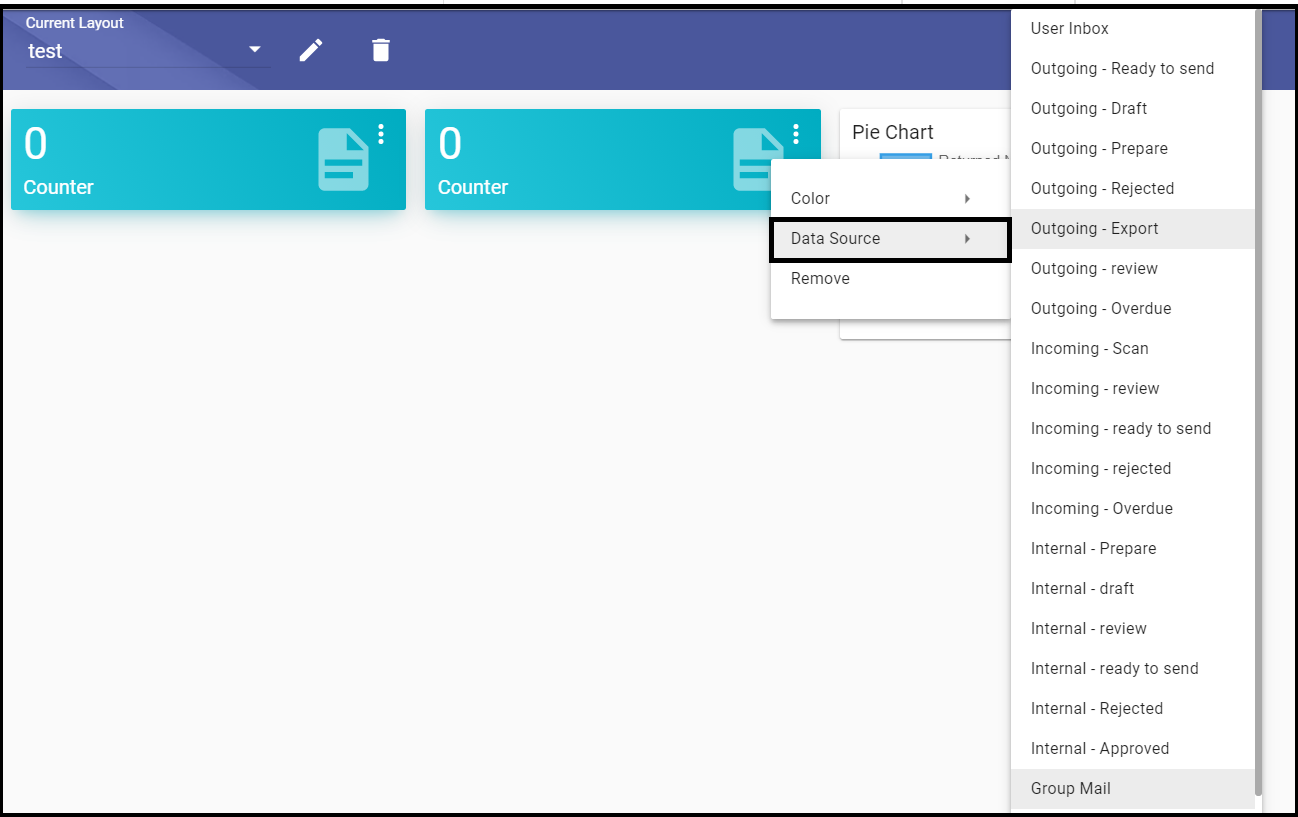 Current Layout
test
0
Counter
0
Counter
Pie Chart
Returned
Color
Data Source
Remove
User Inbox
Outgoing - Ready to send
Outgoing - Draft
Outgoing - Prepare
Outgoing - Rejected
Outgoing - Export
Outgoing - review
Outgoing - Overdue
Incoming - Scan
Incoming - review
Incoming - ready to send
Incoming - rejected
Incoming - Overdue
Internal - Prepare
Internal - draft
Internal - review
Internal - ready to send
Internal - Rejected
Internal - Approved
Group Mail